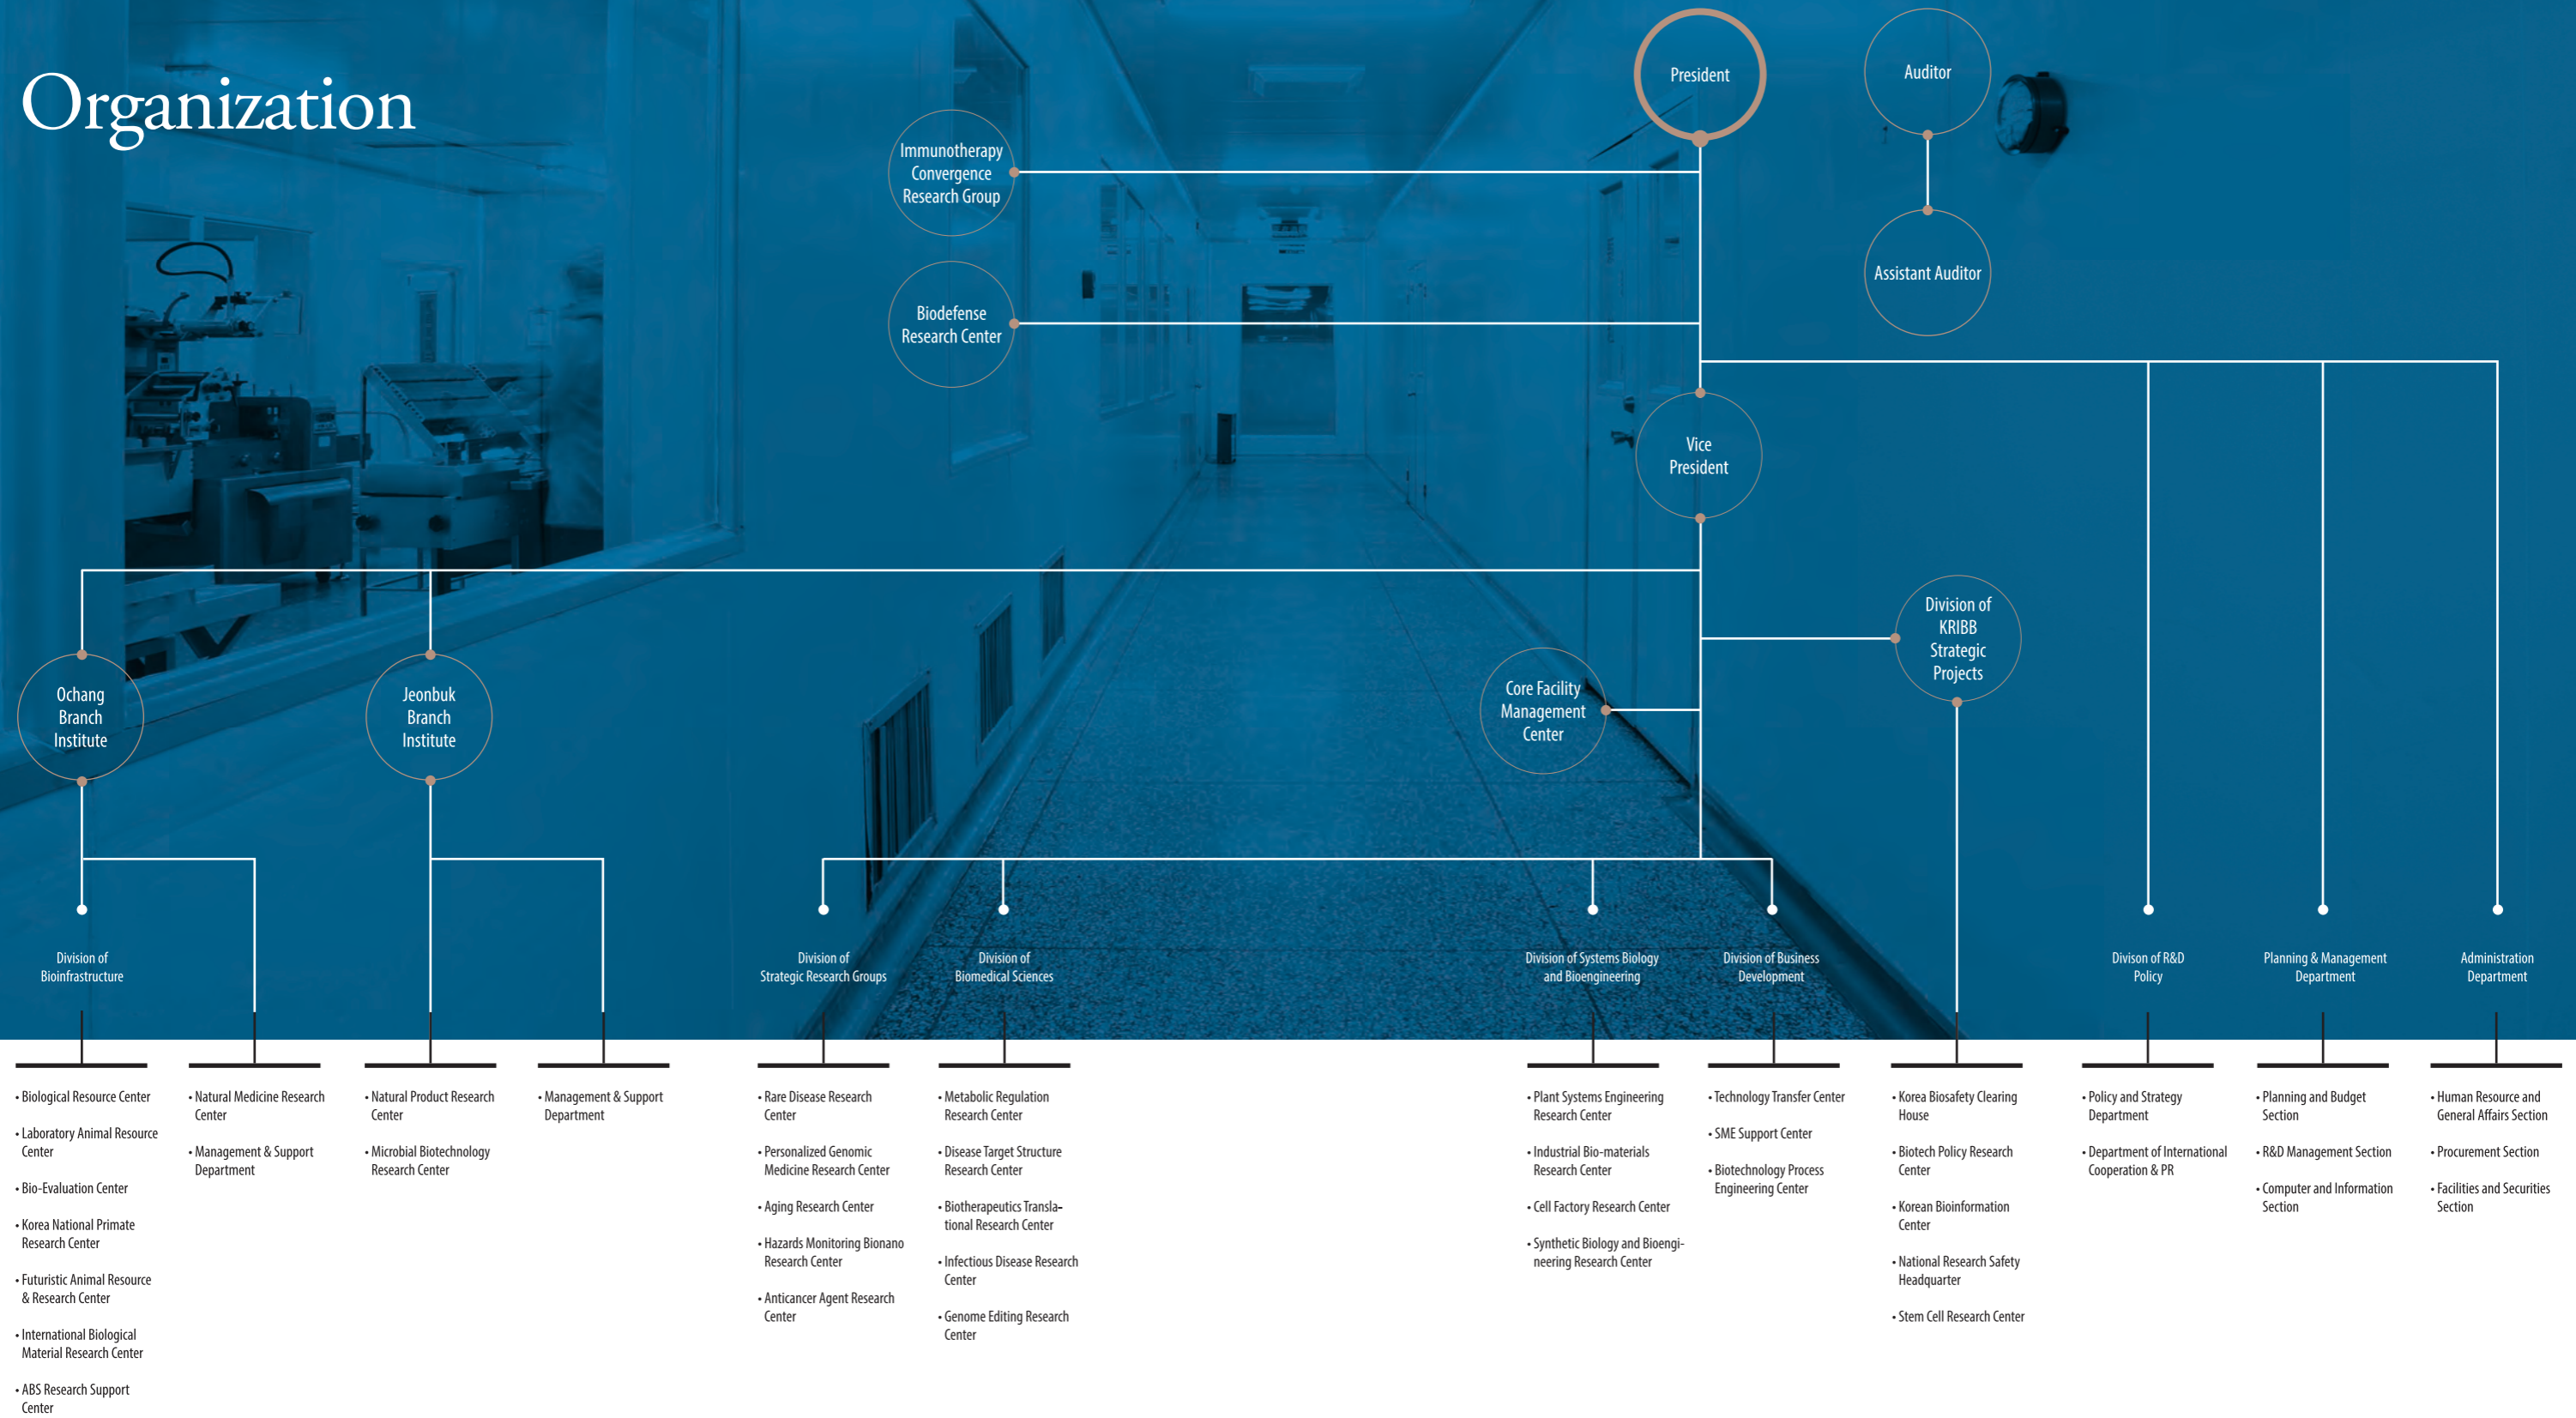 Organization
President
Auditor
Immunotherapy
Convergence
Research Group
Assistant Auditor
Biodefense
Research Center
Vice
President
Division of
KRIBB
Strategic
Projects
Ochang
Branch
Institute
Jeonbuk
Branch
Institute
Core Facility
Management
Center
Division of
Bioinfrastructure
Division of
Strategic Research Groups
Division of
Biomedical Sciences
Division of Systems Biology
and Bioengineering
Division of Business
Development
Divison of R&D
Policy
Planning & Management
Department
Administration
Department
• Biological Resource Center
• Laboratory Animal Resource
Center
• Bio-Evaluation Center
• Korea National Primate
Research Center
• Futuristic Animal Resource
& Research Center
• International Biological
Material Research Center
• ABS Research Support
Center
• Natural Medicine Research
Center
• Management & Support
Department
• Natural Product Research
Center
• Microbial Biotechnology
Research Center
• Management & Support
Department
• Rare Disease Research
Center
• Personalized Genomic
Medicine Research Center
• Aging Research Center
• Hazards Monitoring Bionano
Research Center
• Anticancer Agent Research
Center
• Metabolic Regulation
Research Center
• Disease Target Structure
Research Center
• Biotherapeutics Transla-
tional Research Center
• Infectious Disease Research
Center
• Genome Editing Research
Center
• Plant Systems Engineering
Research Center
• Industrial Bio-materials
Research Center
• Cell Factory Research Center
• Synthetic Biology and Bioengi-
neering Research Center
• Technology Transfer Center
• SME Support Center
• Biotechnology Process
Engineering Center
• Korea Biosafety Clearing
House
• Biotech Policy Research
Center
• Korean Bioinformation
Center
• National Research Safety
Headquarter
• Stem Cell Research Center
• Policy and Strategy
Department
• Department of International
Cooperation & PR
• Planning and Budget
Section
• R&D Management Section
• Computer and Information
Section
• Human Resource and
General Affairs Section
• Procurement Section
• Facilities and Securities
Section